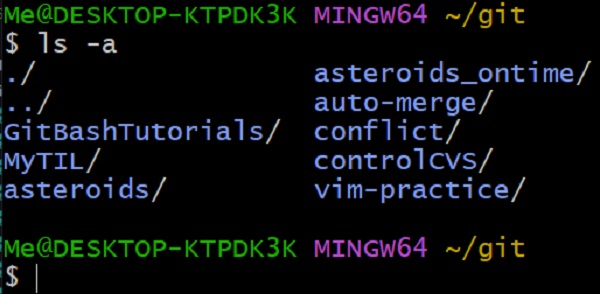 Me@DESKTOP-KTPDK3K MINGW64 ~/git
$ ls -a
./ asteroids_ontime/
../ auto-merge/
GitBashTutorials/ conflict/
MyTIL/ controlCVS/
asteroids/ vim-practice/
Me@DESKTOP-KTPDK3K MINGW64 ~/git
$